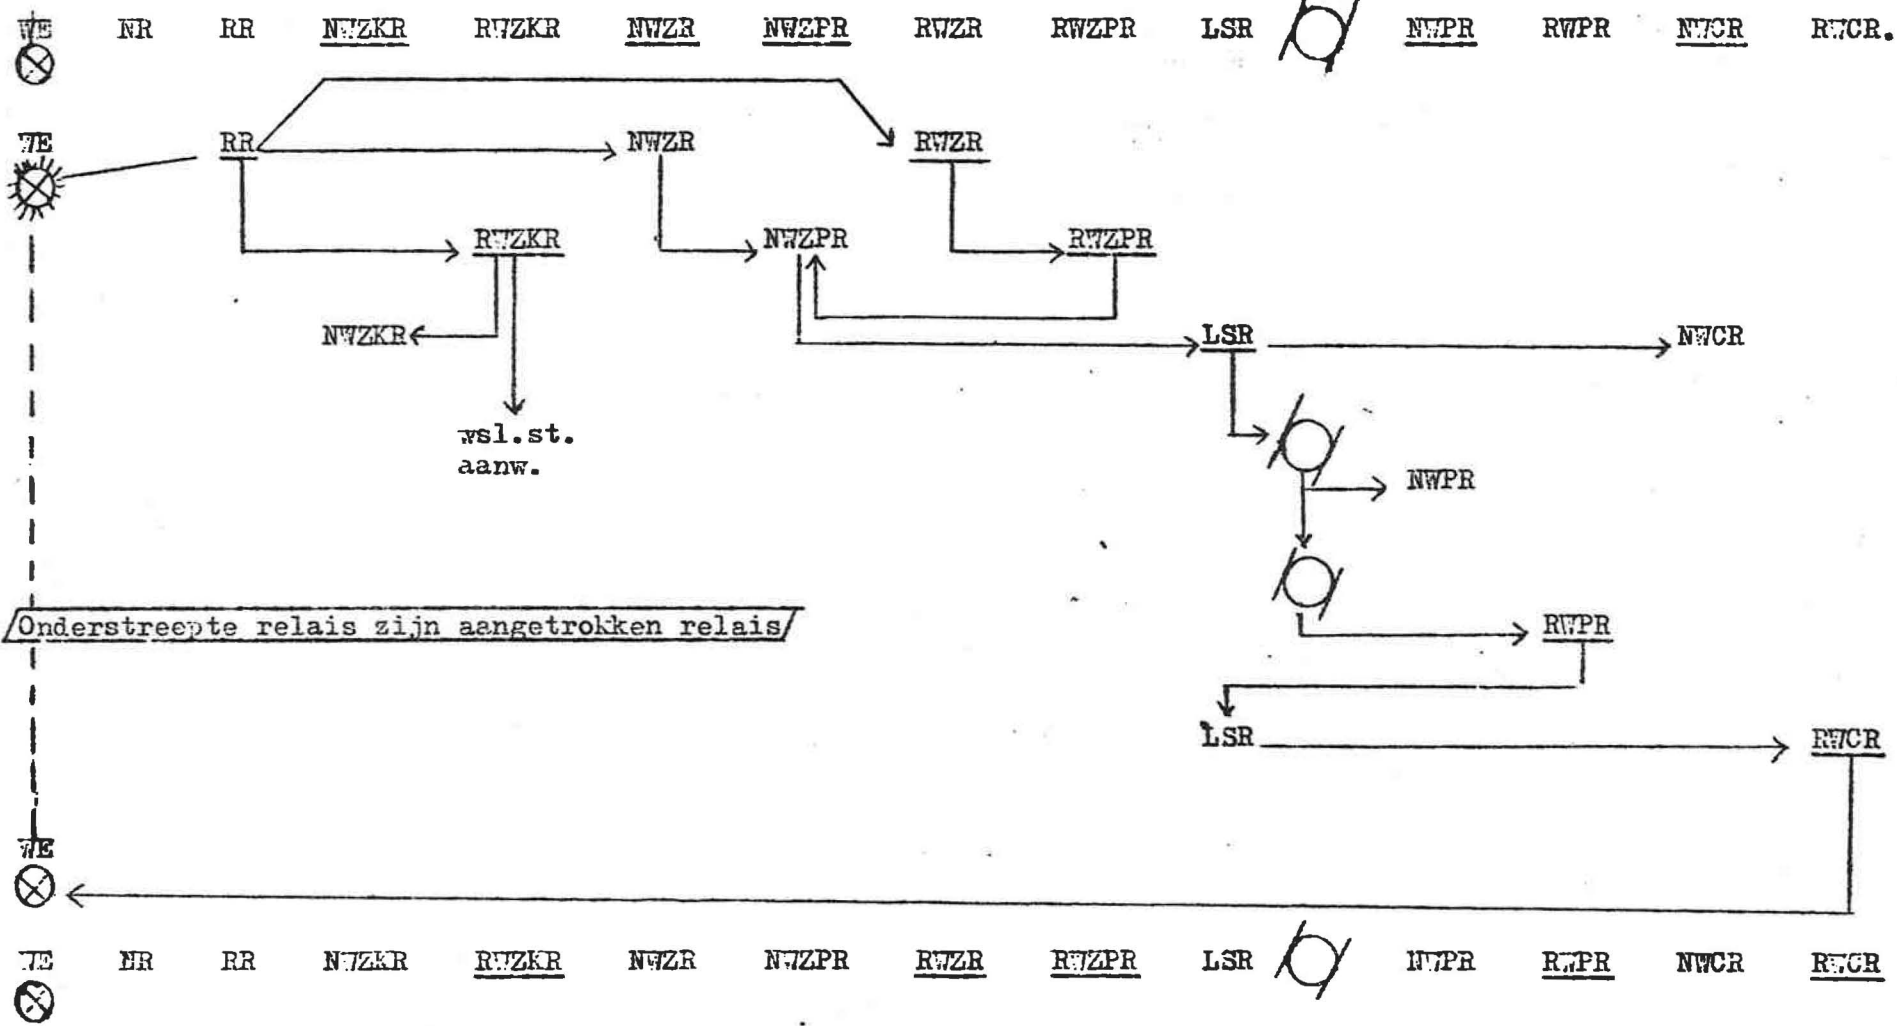 WE NR RR NWZKR RWZKR NWZR NWZPR RWZR RWZPR LSR NWPR RWPR NWCR RWCR.
WE RR NWZR RWZR
RWZKR NWZPR RWZPR
NWZKR LSR NWCR
wsl.st.
aanw.
NWPR
Onderstreepte relais zijn aangetrokken relais
RWPR
LSR RWCR
WE
WE NR RR NWZKR RWZKR NWZR NWZPR RWZR RWZPR LSR NWPR RWPR NWCR RWCR